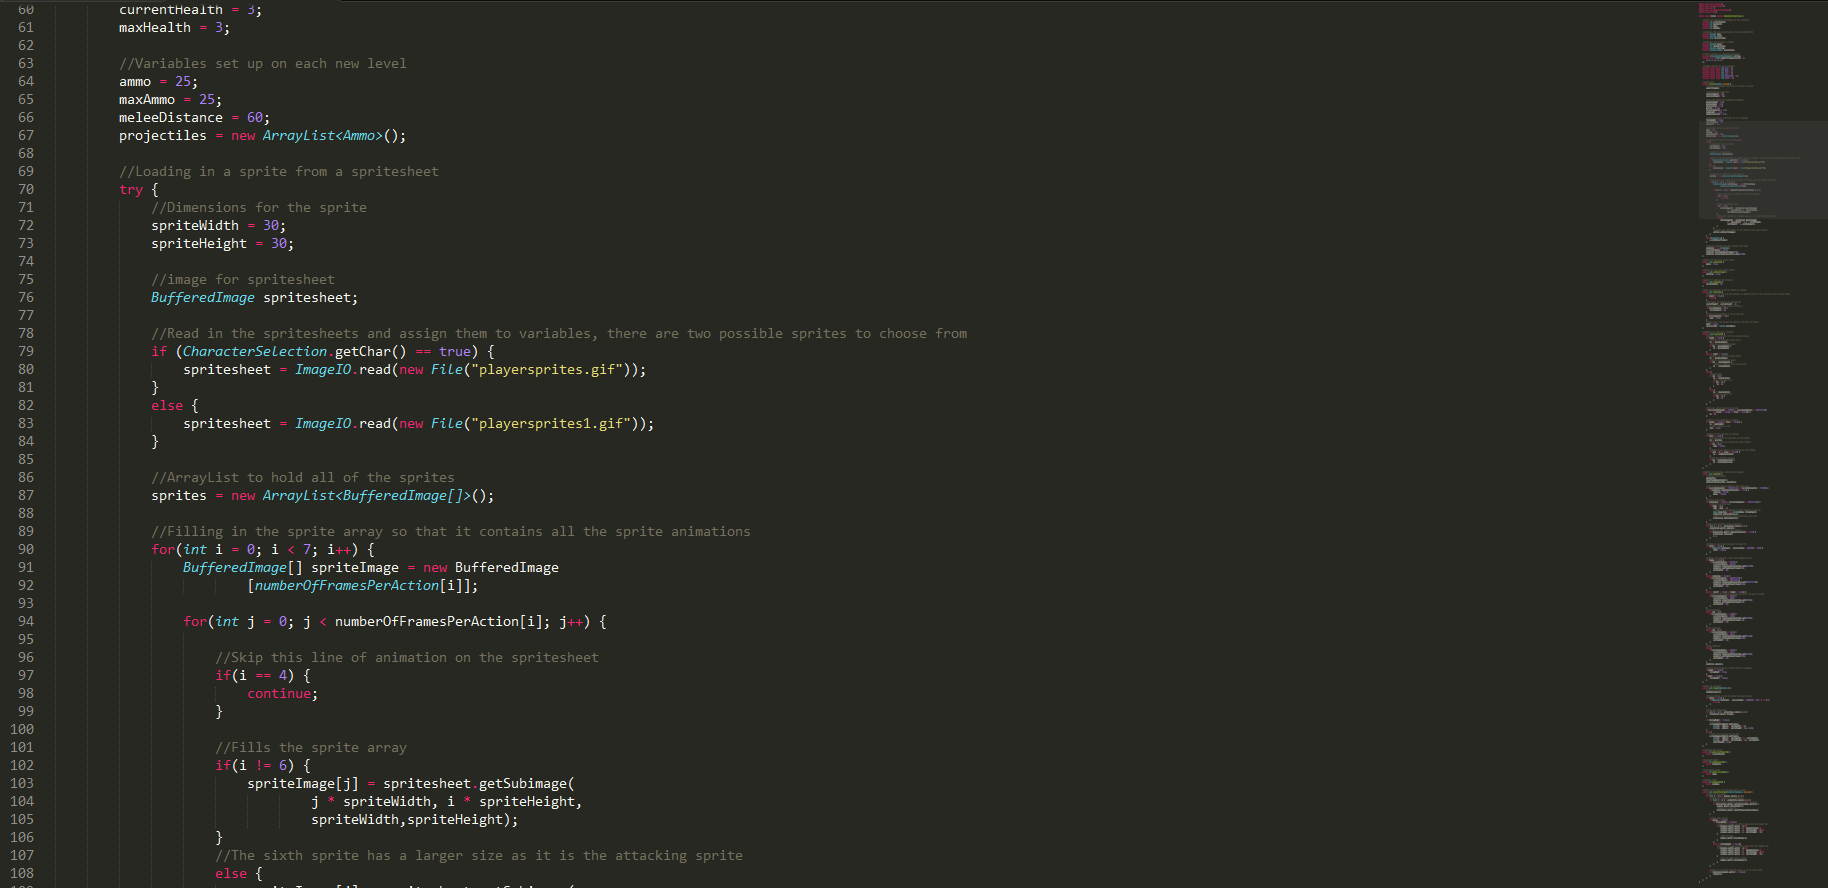 60 currentHealth = 3;
61 maxHealth = 3;
62
63 //Variables set up on each new level
64 ammo = 25;
65 maxAmmo = 25;
66 meleeDistance = 60;
67 projectiles = new ArrayList<Ammo>();
68
69 //Loading in a sprite from a spritesheet
70 try {
71 //Dimensions for the sprite
72 spriteWidth = 30;
73 spriteHeight = 30;
74
75 //image for spritesheet
76 BufferedImage spritesheet;
77
78 //Read in the spritesheets and assign them to variables, there are two possible sprites to choose from
79 if (CharacterSelection.getChar() == true) {
80 spritesheet = ImageIO.read(new File("playersprites.gif"));
81 }
82 else {
83 spritesheet = ImageIO.read(new File("playersprites1.gif"));
84 }
85
86 //ArrayList to hold all of the sprites
87 sprites = new ArrayList<BufferedImage[]>();
88
89 //Filling in the sprite array so that it contains all the sprite animations
90 for(int i = 0; i < 7; i++) {
91 BufferedImage[] spriteImage = new BufferedImage
92 [numberOfFramesPerAction[i]];
93
94 for(int j = 0; j < numberOfFramesPerAction[i]; j++) {
95
96 //Skip this line of animation on the spritesheet
97 if(i == 4) {
98 continue;
99 }
100
101 //Fills the sprite array
102 if(i != 6) {
103 spriteImage[j] = spritesheet.getSubimage(
104 j * spriteWidth, i * spriteHeight,
105 spriteWidth,spriteHeight);
106 }
107 //The sixth sprite has a larger size as it is the attacking sprite
108 else {